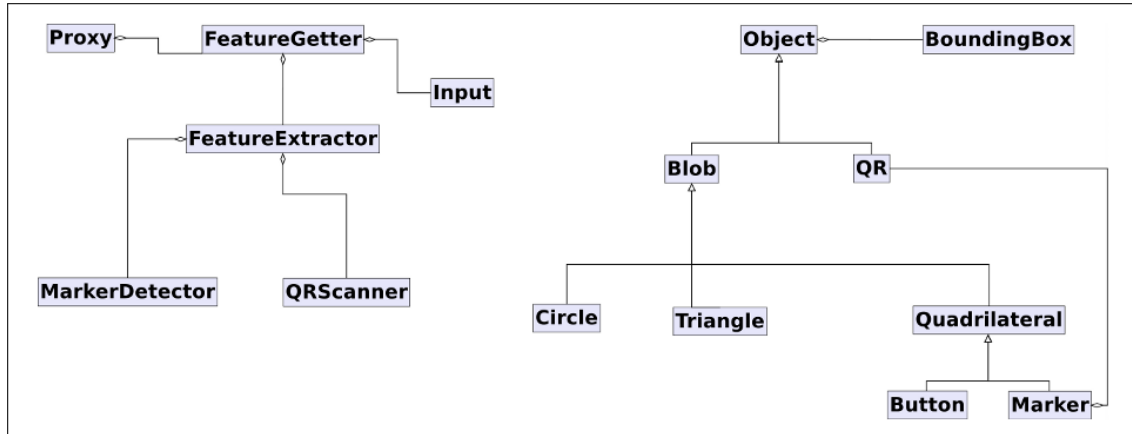 Proxy
FeatureGetter
Input
FeatureExtractor
MarkerDetector
QRScanner
Object
BoundingBox
Blob
QR
Circle
Triangle
Quadrilateral
Button
Marker